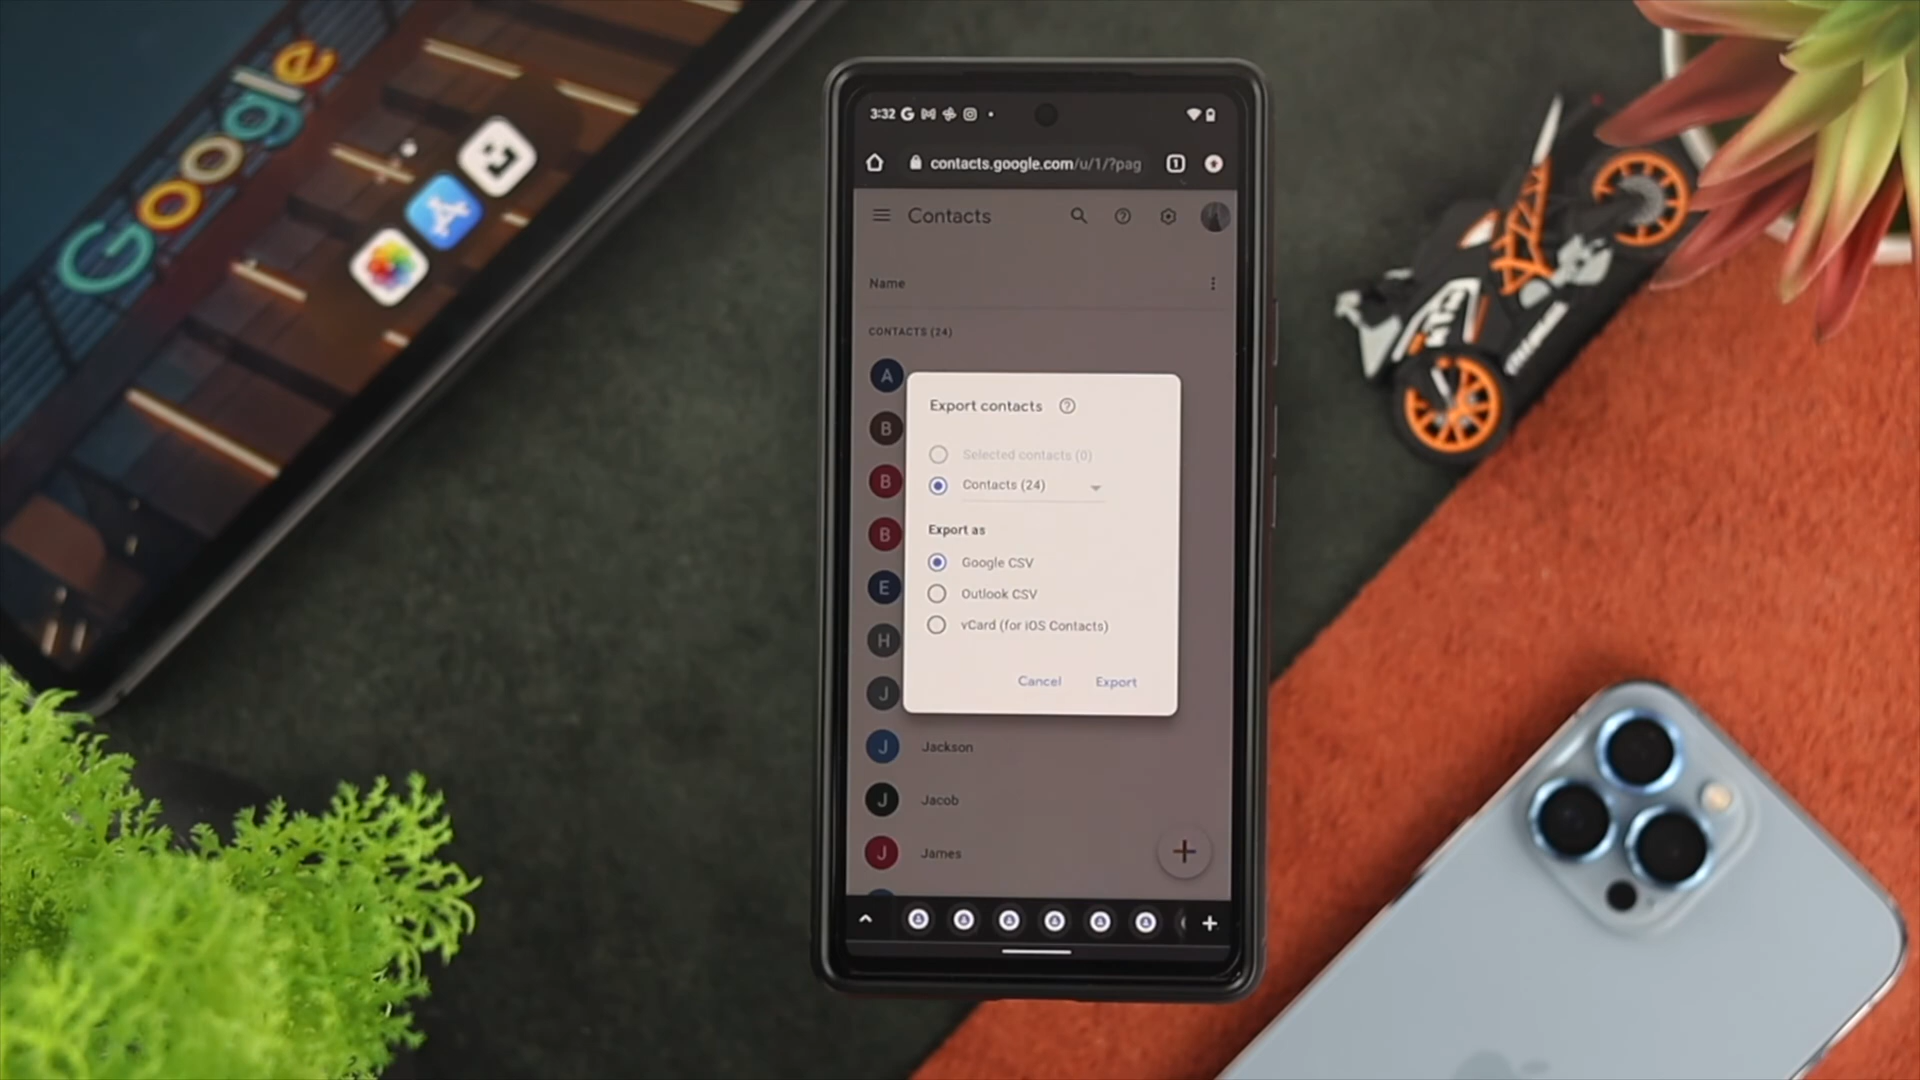 Google
3:32
contacts.google.com/u/1/?pag
1
Contacts
Name
CONTACTS (24)
A
B
B
B
E
H
J
Export contacts
Selected contacts (0)
Contacts (24)
Export as
Google CSV
Outlook CSV
vCard (for iOS Contacts)
Cancel
Export
J Jackson
J Jacob
J James